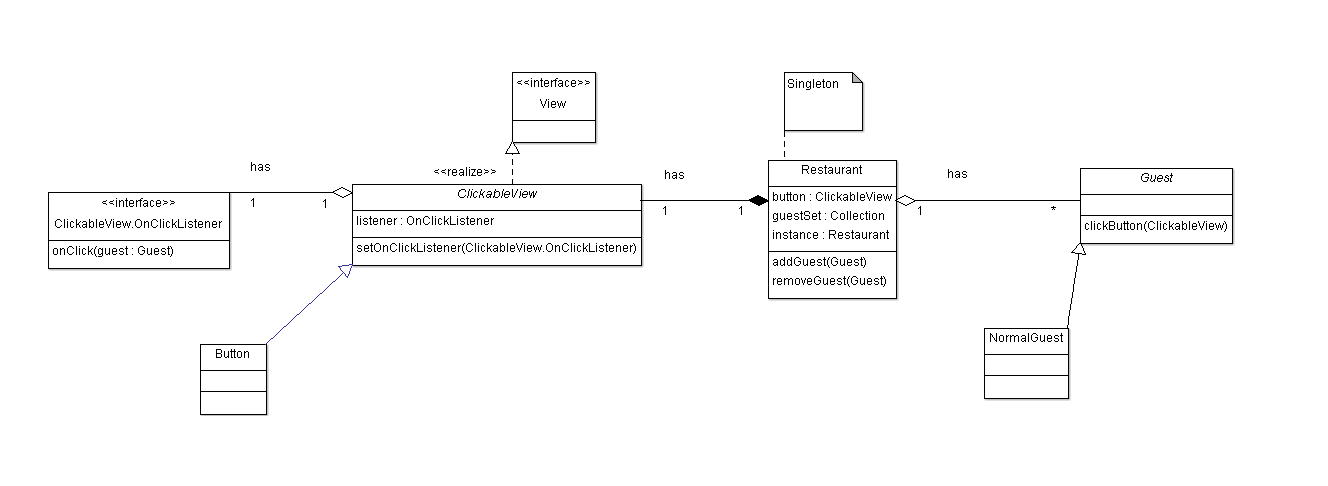 <<interface>>
View
Singleton
<<realize>>
has
1
1
<<interface>>
ClickableView.OnClickListener
onClick(guest : Guest)
ClickableView
listener : OnClickListener
setOnClickListener(ClickableView.OnClickListener)
has
1
1
Restaurant
button : ClickableView
guestSet : Collection
instance : Restaurant
addGuest(Guest)
removeGuest(Guest)
has
1
*
Guest
clickButton(ClickableView)
Button
NormalGuest